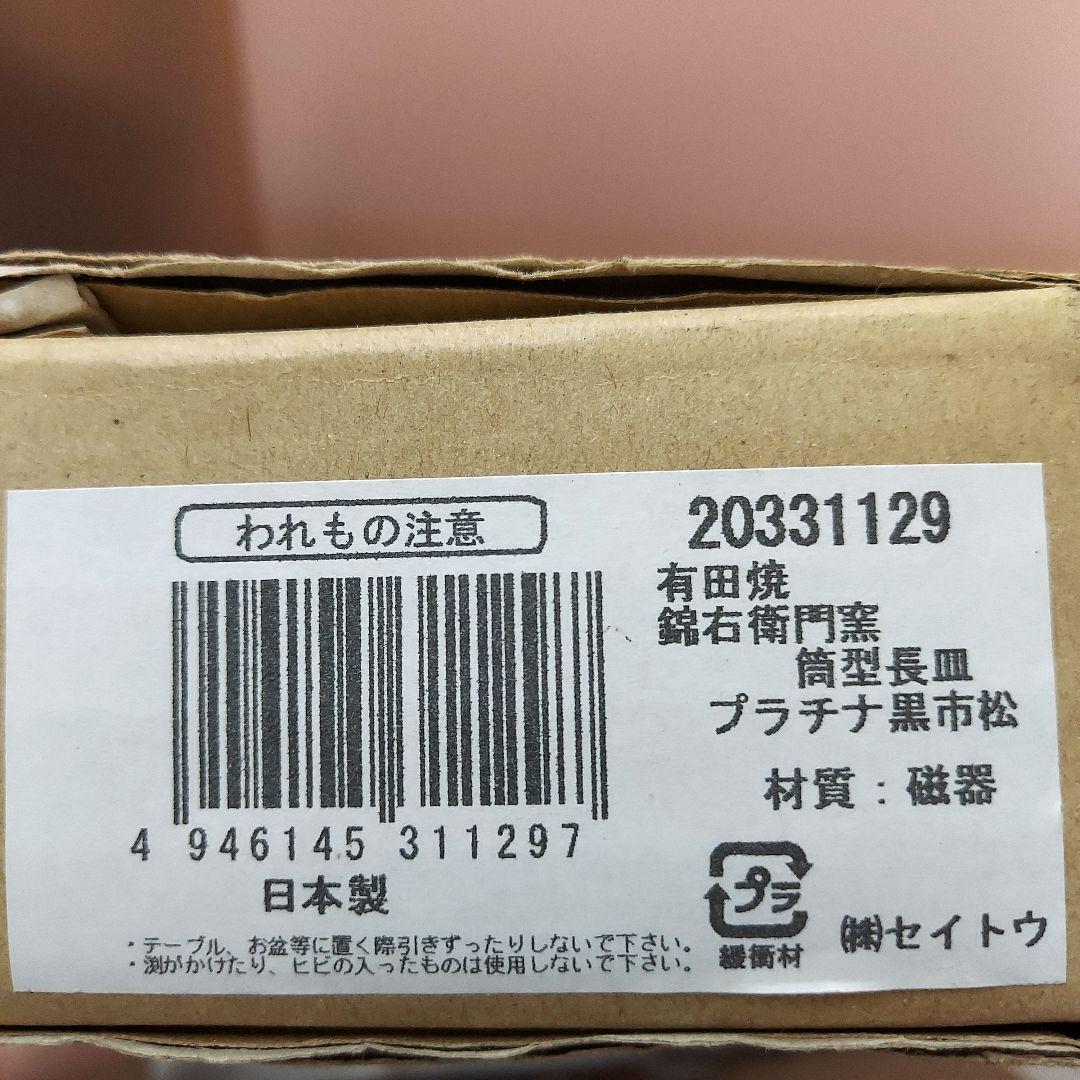 われもの注意
4 946145 311297
日本製
・テーブル、お盆等に置く際引きずったりしないで下さい。
・渕がかけたり、ヒビの入ったものは使用しないで下さい。
20331129
有田焼
錦右衛門窯
筒型長皿
プラチナ黒市松
材質：磁器
プラ
緩衝材
㈱セイトウ